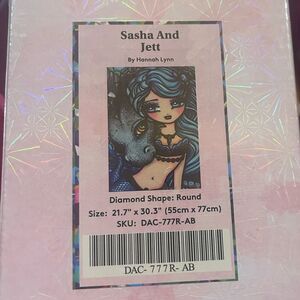 Sasha And
Jett
By Hannah Lynn
Diamond Shape: Round
Size: 21.7" x 30.3" (55cm x 77cm)
SKU: DAC-777R-AB
DAC- 777R- AB